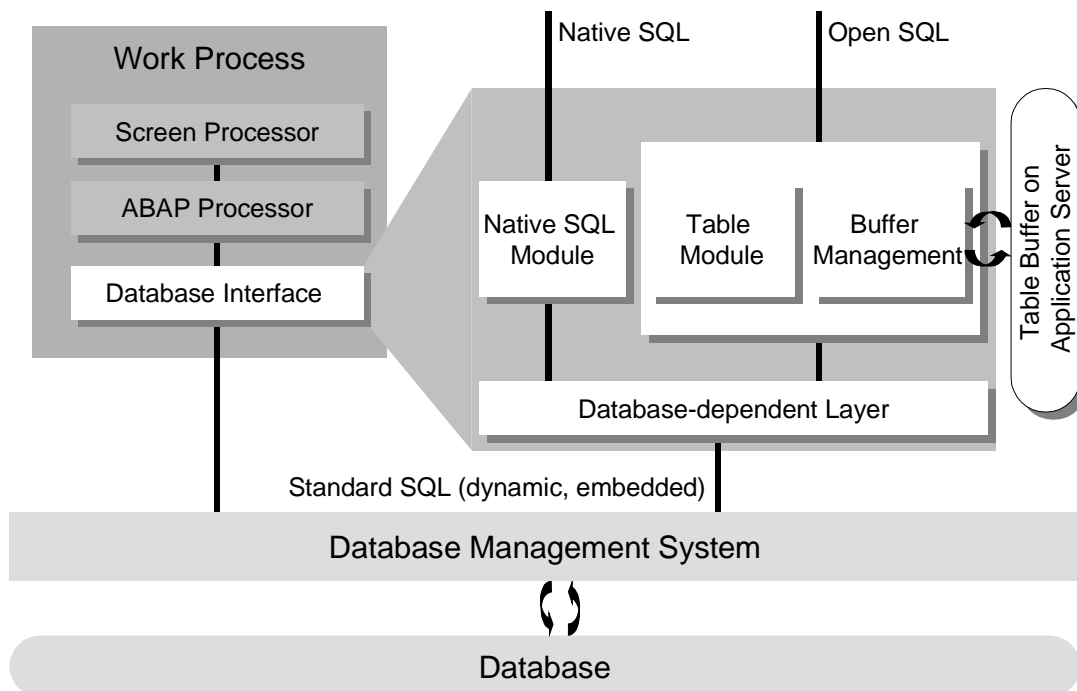 Native SQL
Open SQL
Work Process
Screen Processor
ABAP Processor
Database Interface
Native SQL
Module
Table
Module
Buffer
Management
Table Buffer on
Application Server
Database-dependent Layer
Standard SQL (dynamic, embedded)
Database Management System
Database